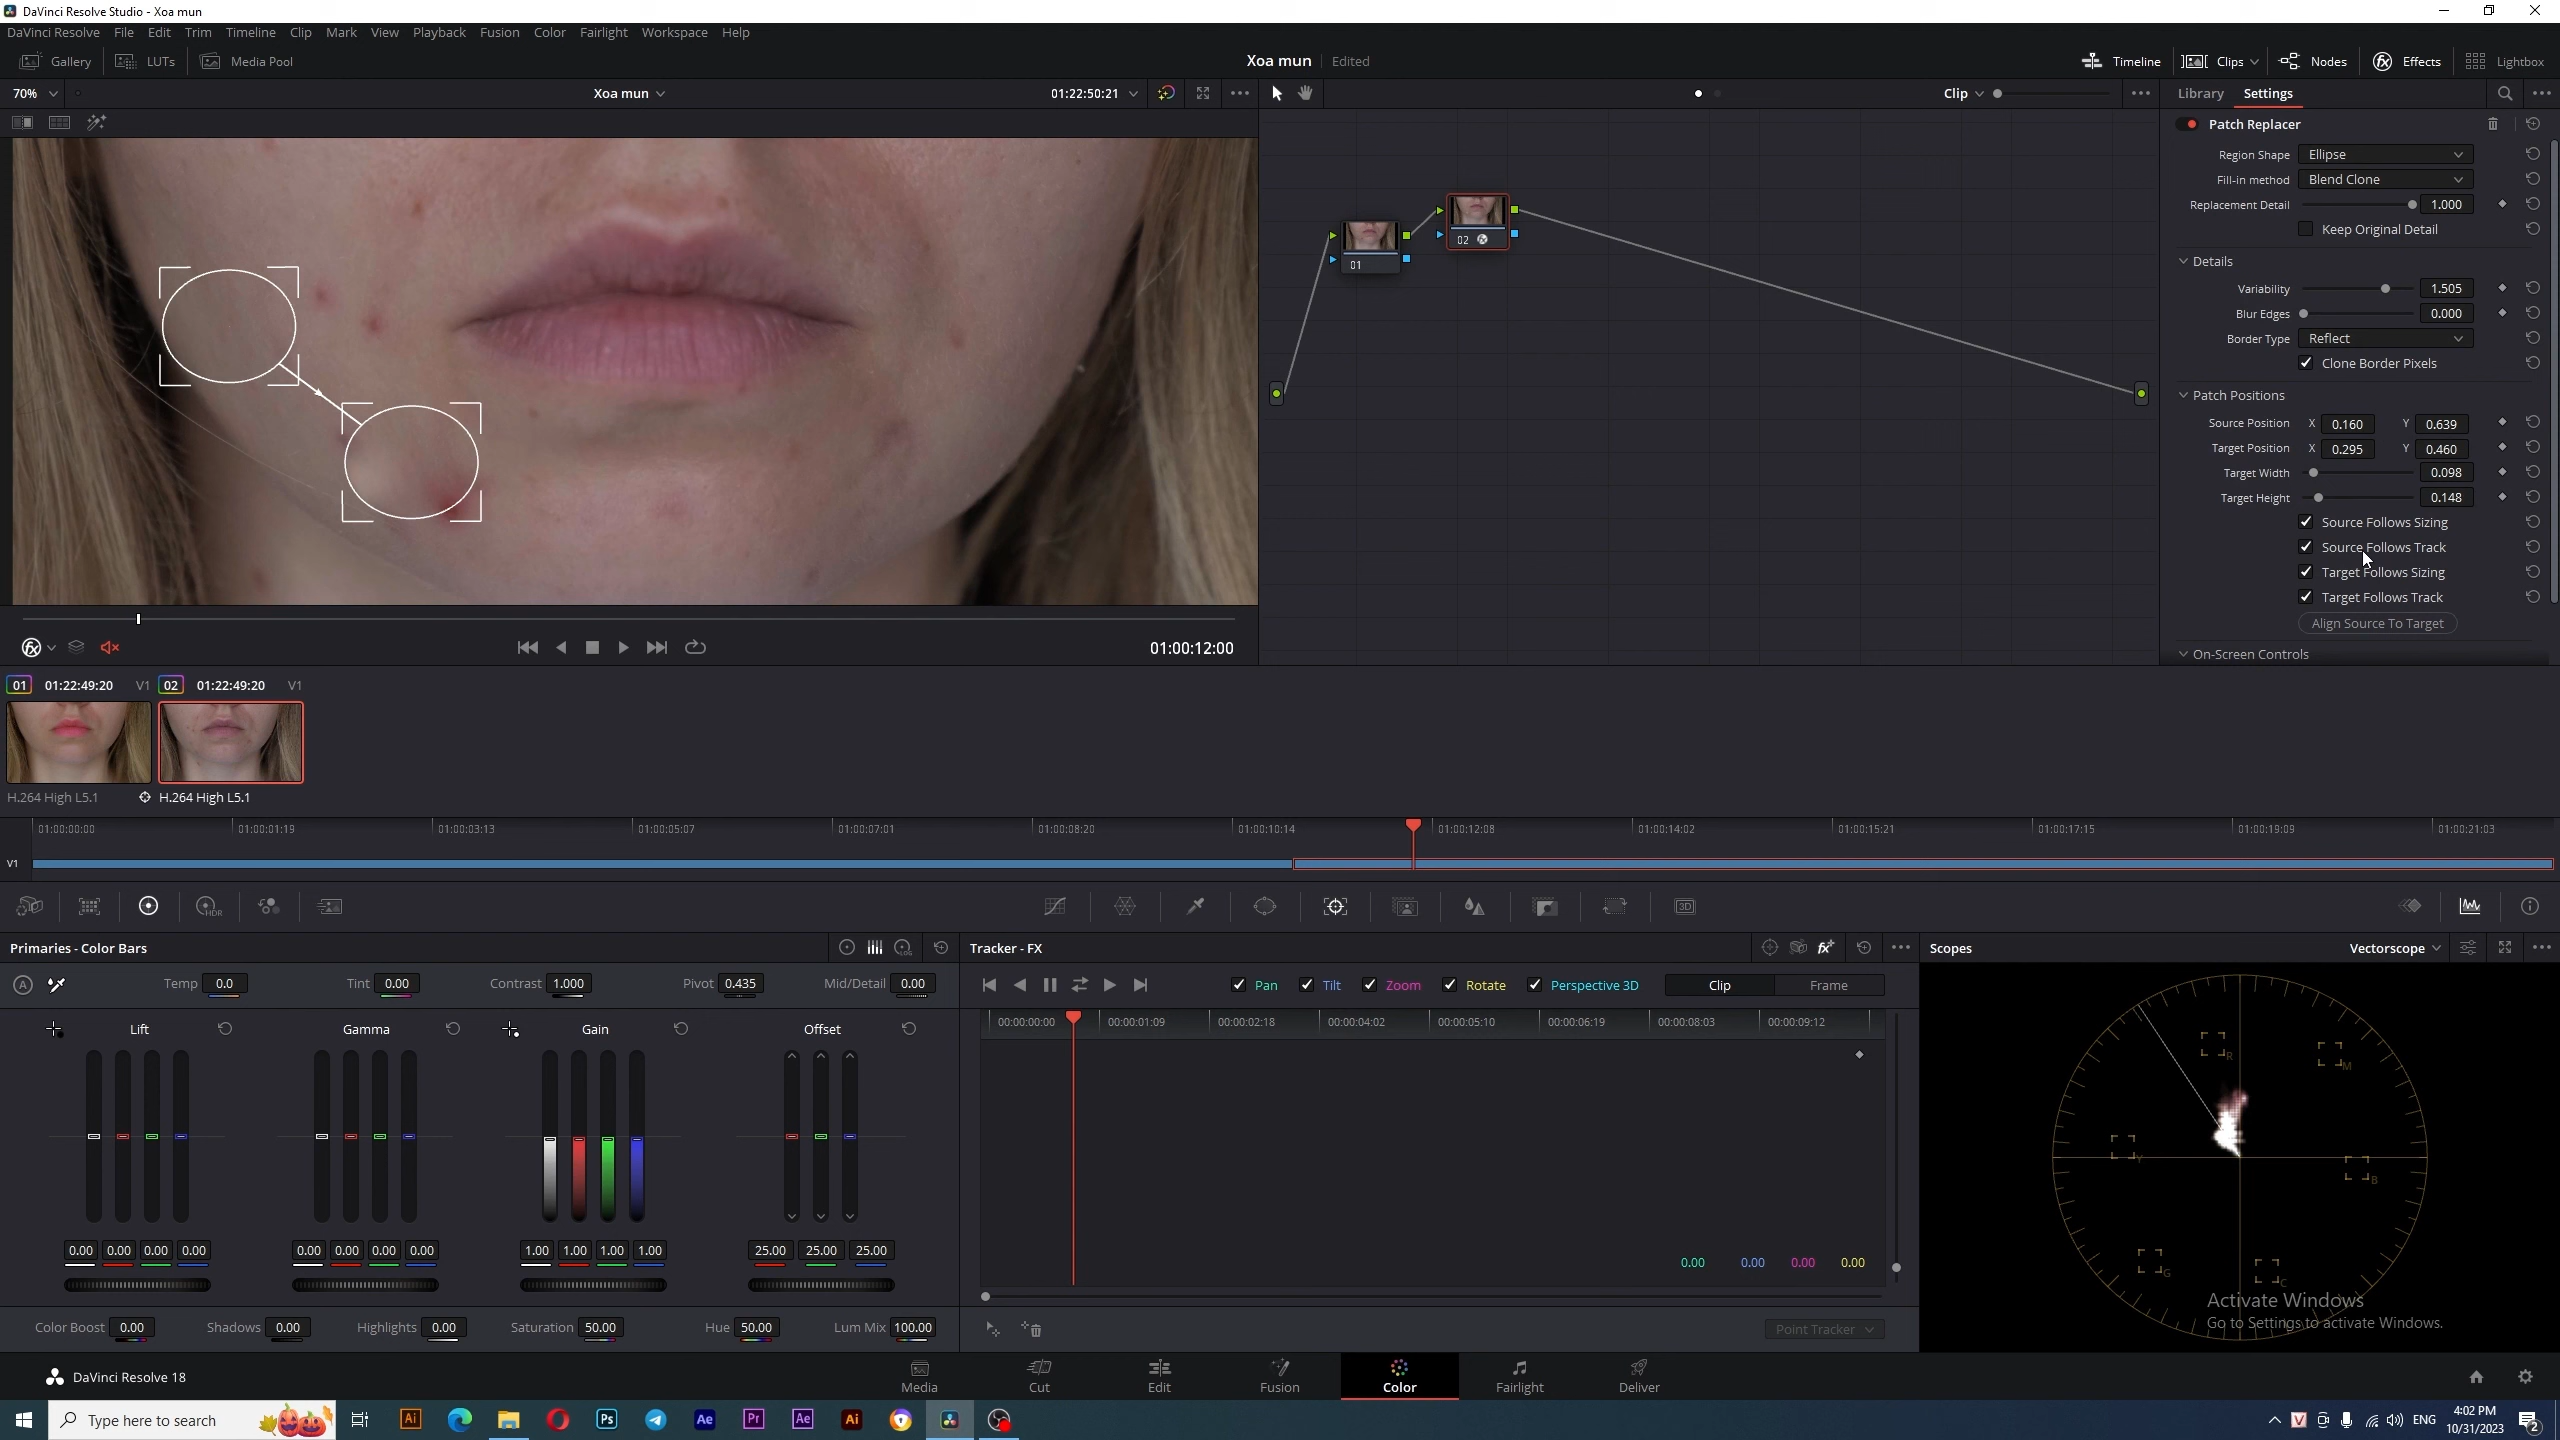 DaVinci Resolve Studio - Xoa mun
DaVinci Resolve File Edit Trim Timeline Clip Mark View Playback Fusion Color Fairlight Workspace Help
Gallery LUTs Media Pool Xoa mun Edited Timeline Clips Nodes Effects Lightbox
70% Xoa mun 01:22:50:21 Clip Library Settings
Patch Replacer
Region Shape Ellipse
Fill-in method Blend Clone
Replacement Detail 1.000
Keep Original Detail
Details
Variability 1.505
Blur Edges 0.000
Border Type Reflect
Clone Border Pixels
Patch Positions
Source Position X 0.160 Y 0.639
Target Position X 0.295 Y 0.460
Target Width 0.098
Target Height 0.148
Source Follows Sizing
Source Follows Track
Target Follows Sizing
Target Follows Track
Align Source To Target
On-Screen Controls
01
02
01:00:12:00
01 01:22:49:20 V1 02 01:22:49:20 V1
H.264 High L5.1 H.264 High L5.1
01:00:00:00 01:00:01:19 01:00:03:13 01:00:05:07 01:00:07:01 01:00:08:20 01:00:10:14 01:00:12:08 01:00:14:02 01:00:15:21 01:00:17:15 01:00:19:09 01:00:21:03
V1
HDR 3D
Primaries - Color Bars Tracker - FX Scopes Vectorscope
A Temp 0.0 Tint 0.00 Contrast 1.000 Pivot 0.435 Mid/Detail 0.00 Pan Tilt Zoom Rotate Perspective 3D Clip Frame
Lift Gamma Gain Offset
00:00:00:00 00:00:01:09 00:00:02:18 00:00:04:02 00:00:05:10 00:00:06:19 00:00:08:03 00:00:09:12
R M Y B G C
0.00 0.00 0.00 0.00 0.00 0.00 0.00 0.00 1.00 1.00 1.00 1.00 25.00 25.00 25.00
0.00 0.00 0.00 0.00
Color Boost 0.00 Shadows 0.00 Highlights 0.00 Saturation 50.00 Hue 50.00 Lum Mix 100.00 Point Tracker
Activate Windows
Go to Settings to activate Windows.
DaVinci Resolve 18 Media Cut Edit Fusion Color Fairlight Deliver
Type here to search Ai Ps Ae Pr Ae Ai V ENG 4:02 PM
10/31/2023 2